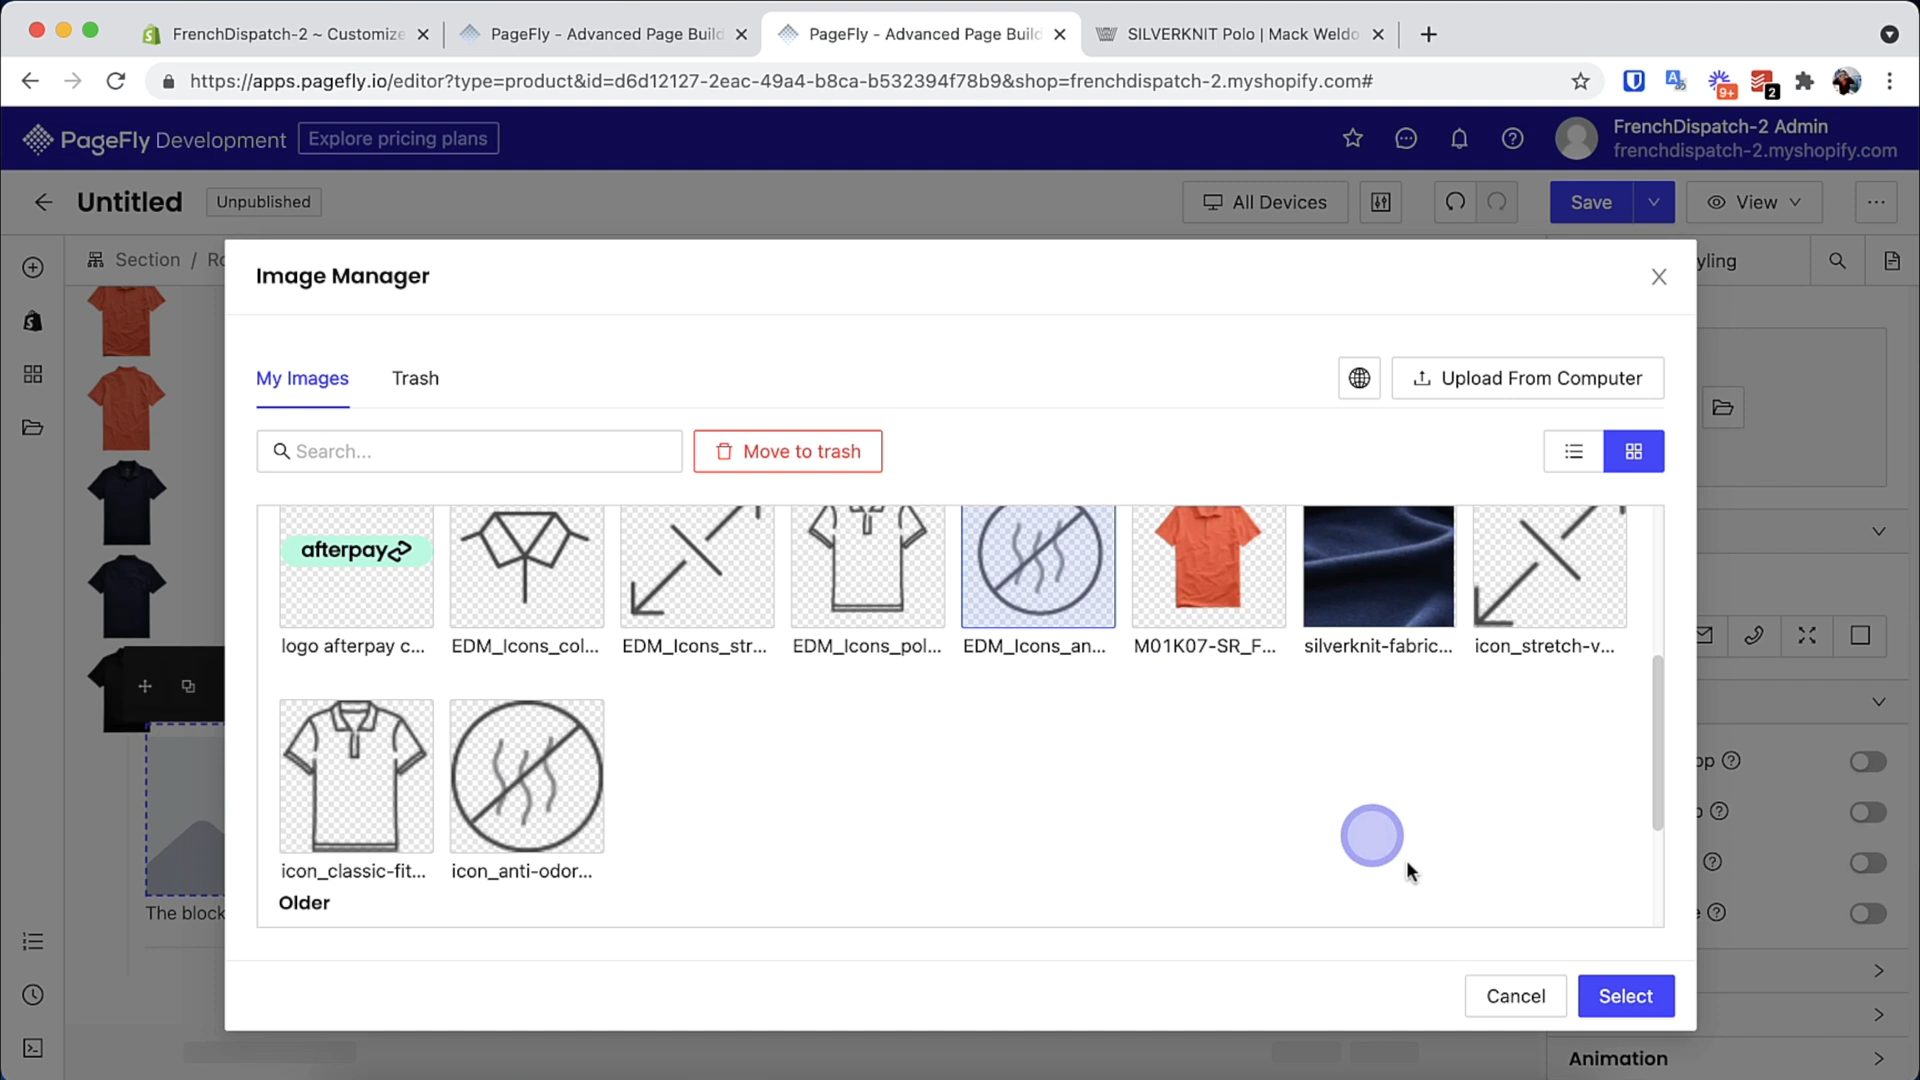 FrenchDispatch-2 ~ Customize
PageFly - Advanced Page Build
PageFly - Advanced Page Build
SILVERKNIT Polo | Mack Weldo
https://apps.pagefly.io/editor?type=product&id=d6d12127-2eac-49a4-b8ca-b532394f78b9&shop=frenchdispatch-2.myshopify.com#
9+
2
PageFly Development
Explore pricing plans
FrenchDispatch-2 Admin
frenchdispatch-2.myshopify.com
Untitled
Unpublished
All Devices
Save
View
Section / Ro
yling
Image Manager
My Images
Trash
Upload From Computer
Search...
Move to trash
afterpay
logo afterpay c...
EDM_Icons_col...
EDM_Icons_str...
EDM_Icons_pol...
EDM_Icons_an...
M01K07-SR_F...
silverknit-fabric...
icon_stretch-v...
icon_classic-fit...
icon_anti-odor...
Older
The block
Cancel
Select
Animation